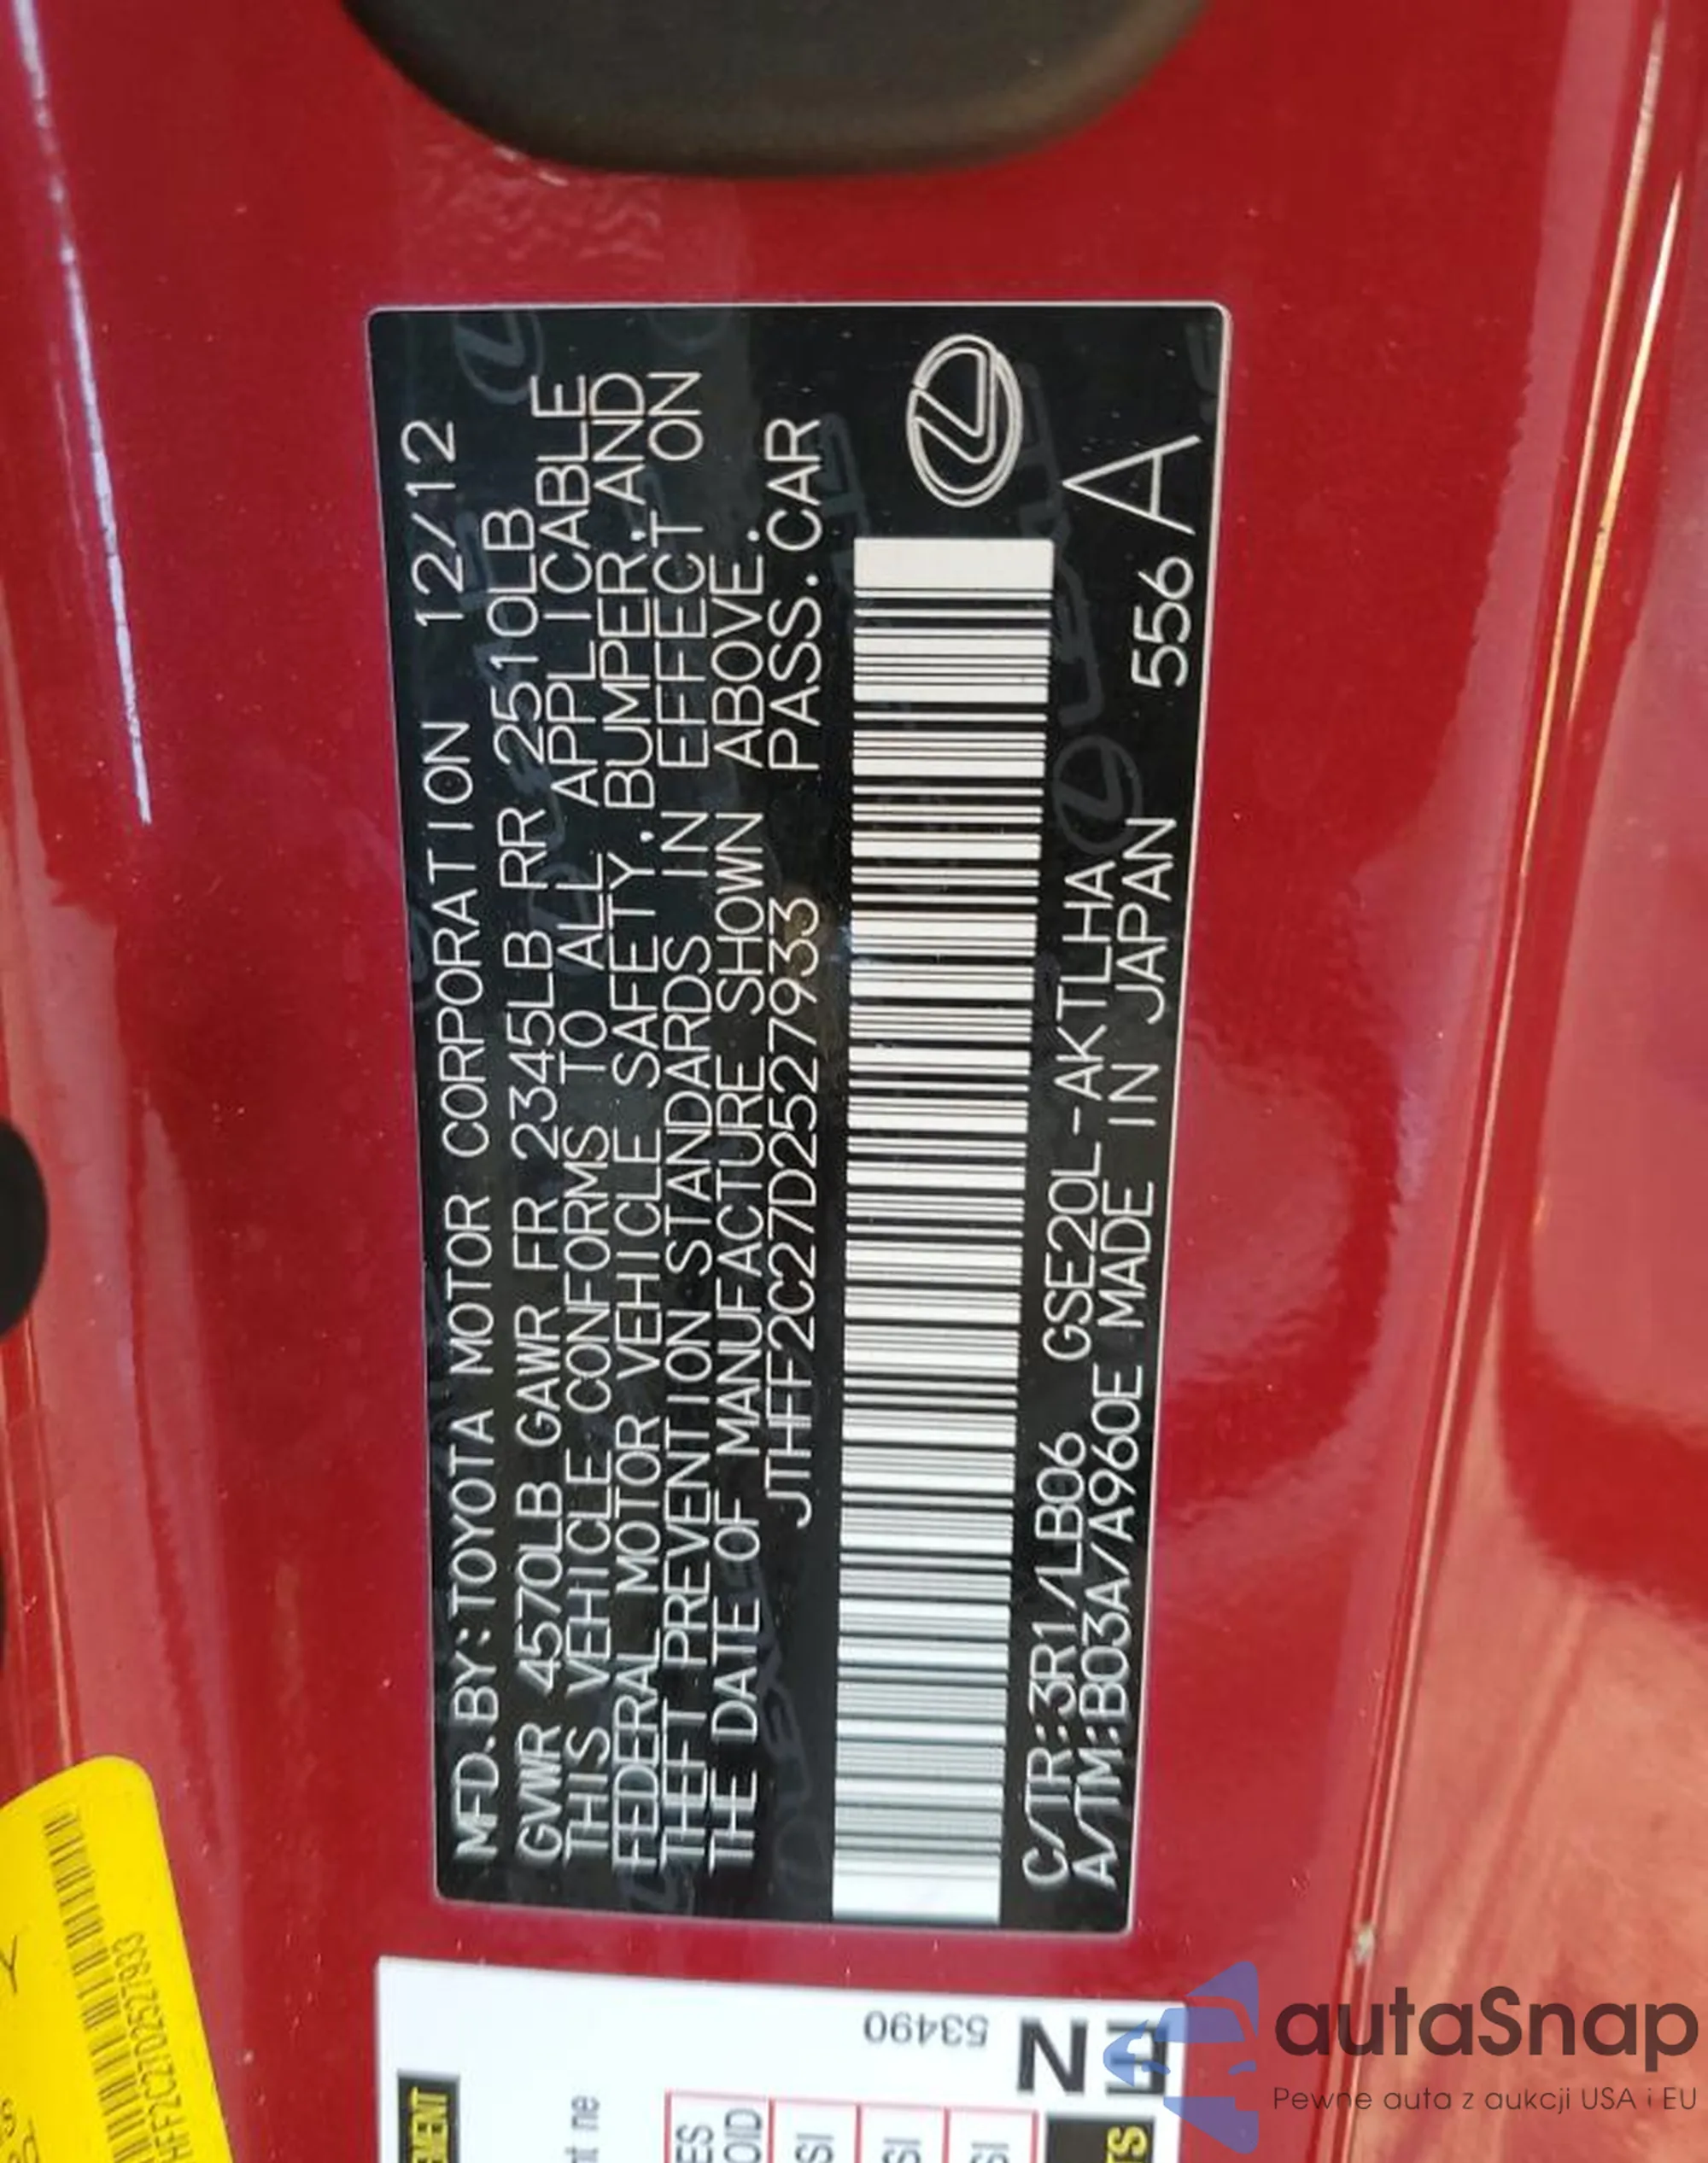 MFD.BY:TOYOTA MOTOR CORPORATION 12/12
GVWR 4570LB GAWR FR 2345LB RR 2510LB
THIS VEHICLE CONFORMS TO ALL APPLICABLE
FEDERAL MOTOR VEHICLE SAFETY, BUMPER, AND
THEFT PREVENTION STANDARDS IN EFFECT ON
THE DATE OF MANUFACTURE SHOWN ABOVE.
JTHFF2C27D2527933 PASS.CAR
C/TR:3R1/LB06 GSE20L-AKTLHA
A/TM:B03A/A960E MADE IN JAPAN 556 A
HFF2C27D2527933
53490
autaSnap
Pewne auta z aukcji USA i EU